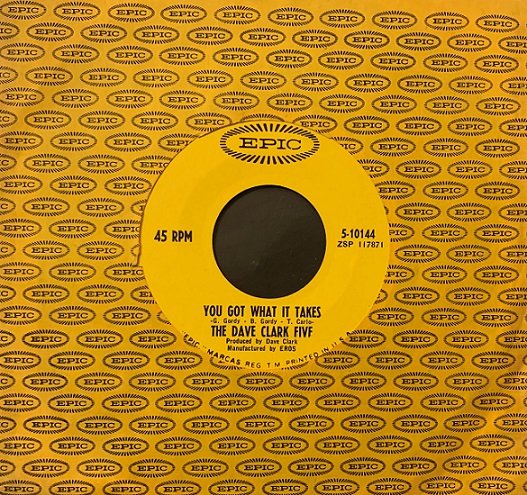 EPIC
45 RPM
5-10144
ZSP 117871
YOU GOT WHAT IT TAKES
-G. Gordy - B. Gordy - T. Carlo-
THE DAVE CLARK FIVE
Produced by Dave Clark
Manufactured by EROS
EPIC - MARCAS REG. T.M. PRINTED IN U.S.